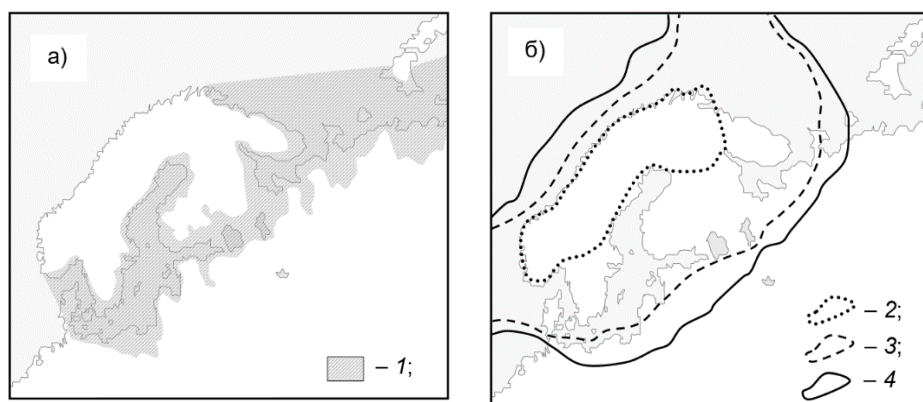 а)
– 1;
б)
– 2;
– 3;
– 4